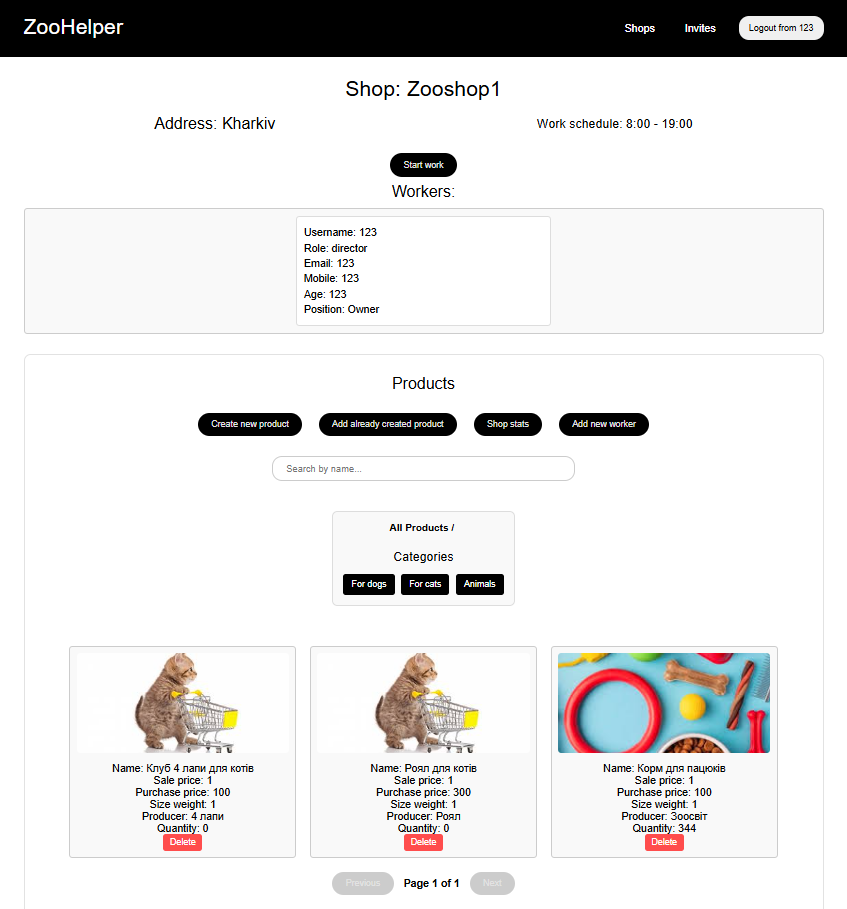 ZooHelper
Shops
Invites
Logout from 123
Shop: Zooshop1
Address: Kharkiv
Work schedule: 8:00 - 19:00
Start work
Workers:
Username: 123
Role: director
Email: 123
Mobile: 123
Age: 123
Position: Owner
Products
Create new product
Add already created product
Shop stats
Add new worker
Search by name...
All Products /
Categories
For dogs
For cats
Animals
Name: Клуб 4 лапи для котів
Sale price: 1
Purchase price: 100
Size weight: 1
Producer: 4 лапи
Quantity: 0
Delete
Name: Роял для котів
Sale price: 1
Purchase price: 300
Size weight: 1
Producer: Роял
Quantity: 0
Delete
Name: Корм для пацюків
Sale price: 1
Purchase price: 100
Size weight: 1
Producer: Зоосвіт
Quantity: 344
Delete
Previous
Page 1 of 1
Next